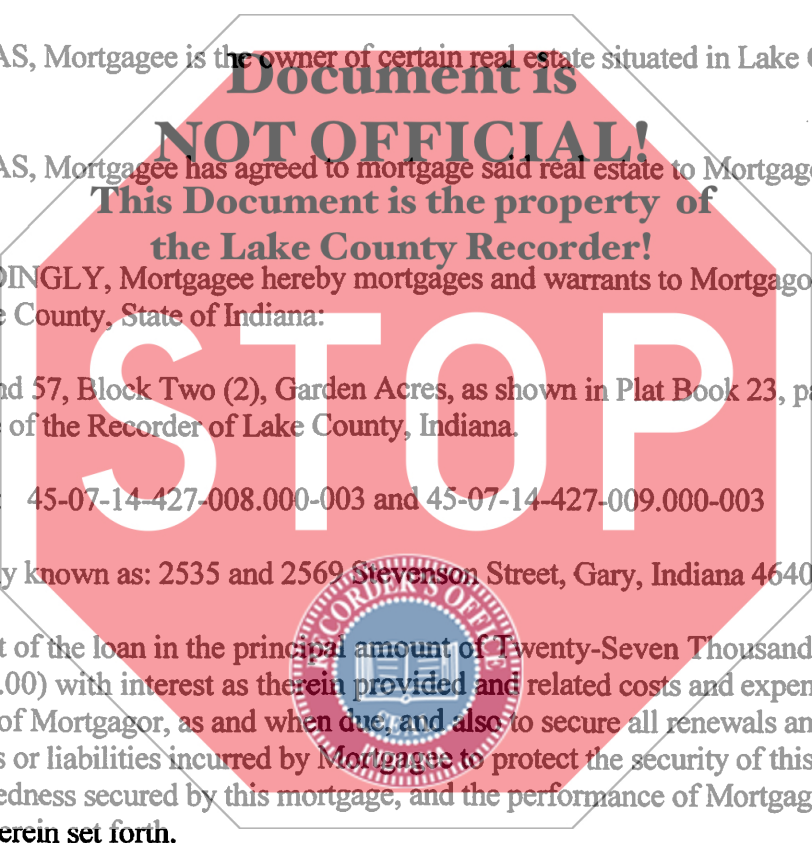 AS, Mortgagee is the owner of certain real estate situated in Lake C
Document is
NOT OFFICIAL!
AS, Mortgagee has agreed to mortgage said real estate to Mortgago
This Document is the property of
the Lake County Recorder!
DINGLY, Mortgagee hereby mortgages and warrants to Mortgago
e County, State of Indiana:
STOP
nd 57, Block Two (2), Garden Acres, as shown in Plat Book 23, pa
e of the Recorder of Lake County, Indiana.
: 45-07-14-427-008.000-003 and 45-07-14-427-009.000-003
y known as: 2535 and 2569 Stevenson Street, Gary, Indiana 4640
RECORDER'S OFFICE
t of the loan in the principal amount of Twenty-Seven Thousand
.00) with interest as therein provided and related costs and expen
of Mortgagor, as and when due, and also to secure all renewals an
s or liabilities incurred by Mortgagee to protect the security of this
edness secured by this mortgage, and the performance of Mortgag
erein set forth.